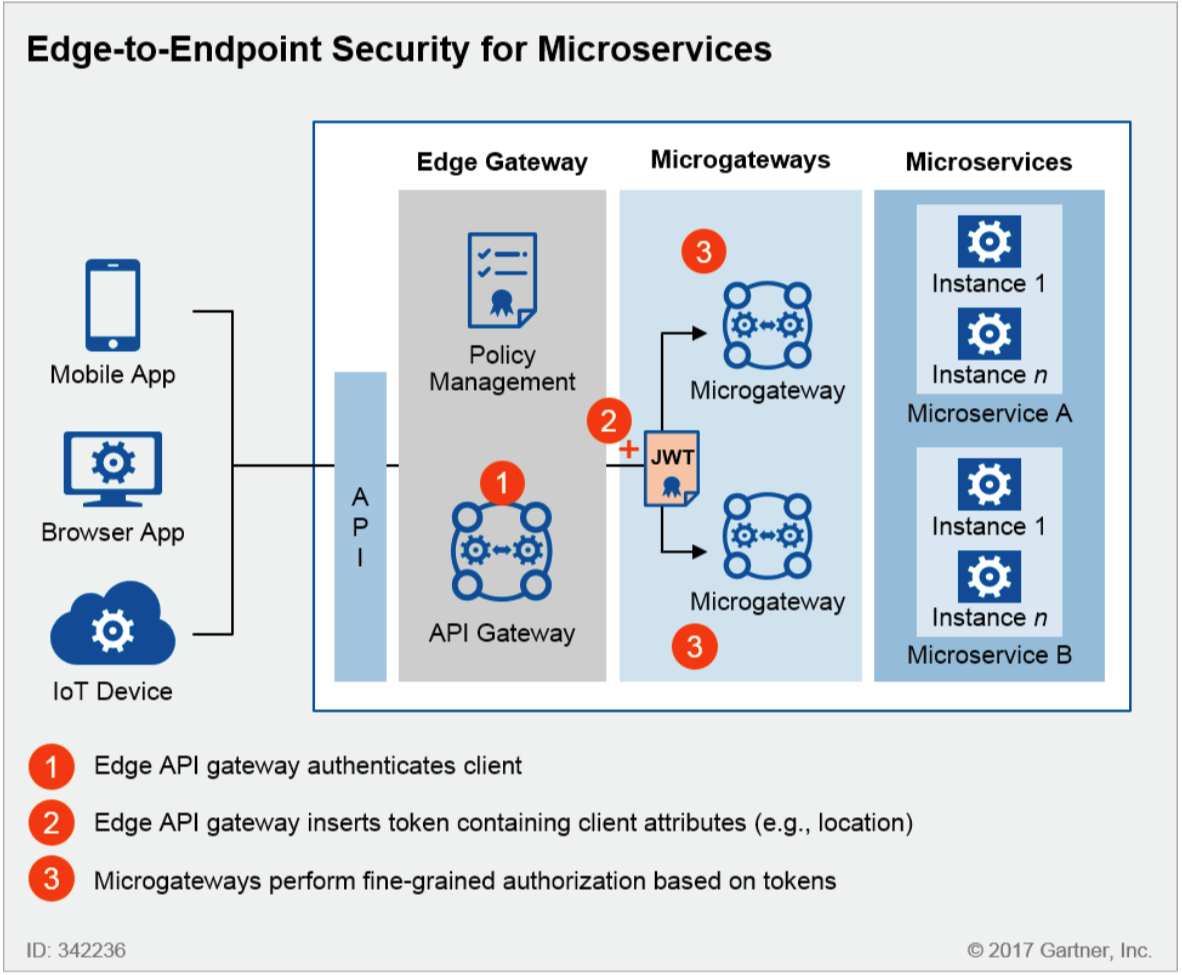 Edge-to-Endpoint Security for Microservices
Edge Gateway
Microgateways
Microservices
Mobile App
Browser App
IoT Device
A
P
I
Policy
Management
1
API Gateway
2
+
JWT
3
Microgateway
Microgateway
3
Instance 1
Instance n
Microservice A
Instance 1
Instance n
Microservice B
1 Edge API gateway authenticates client
2 Edge API gateway inserts token containing client attributes (e.g., location)
3 Microgateways perform fine-grained authorization based on tokens
ID: 342236
© 2017 Gartner, Inc.